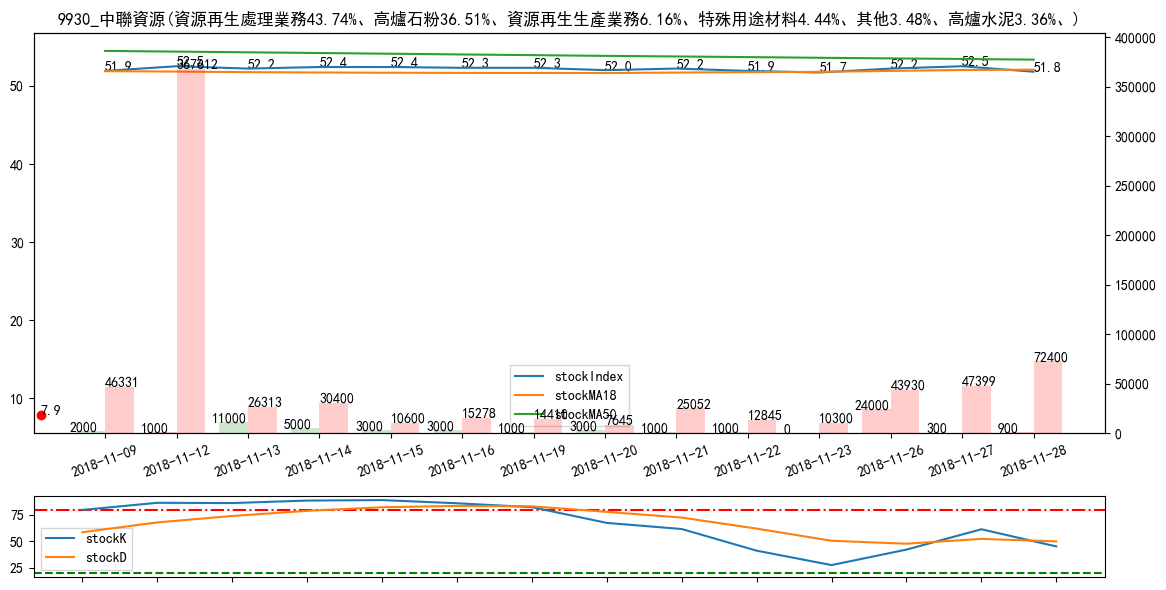 9930_中聯資源(資源再生處理業務43.74%、高爐石粉36.51%、資源再生生產業務6.16%、特殊用途材料4.44%、其他3.48%、高爐水泥3.36%、)
400000
51.9 52.5 52.2 52.4 52.4 52.3 52.3 52.0 52.2 51.9 51.7 52.2 52.5 51.8
367812
50
350000
40
300000
250000
30
200000
20
150000
100000
10
50000
0
7.9
stockIndex
stockMA18
stockMA50
2000 46331 1000 11000 26313 5000 30400 3000 10600 3000 15278 1000 14410 3000 7645 1000 25052 1000 12845 0 10300 24000 43930 300 47399 900 72400
2018-11-09 2018-11-12 2018-11-13 2018-11-14 2018-11-15 2018-11-16 2018-11-19 2018-11-20 2018-11-21 2018-11-22 2018-11-23 2018-11-26 2018-11-27 2018-11-28
75
50
25
stockK
stockD